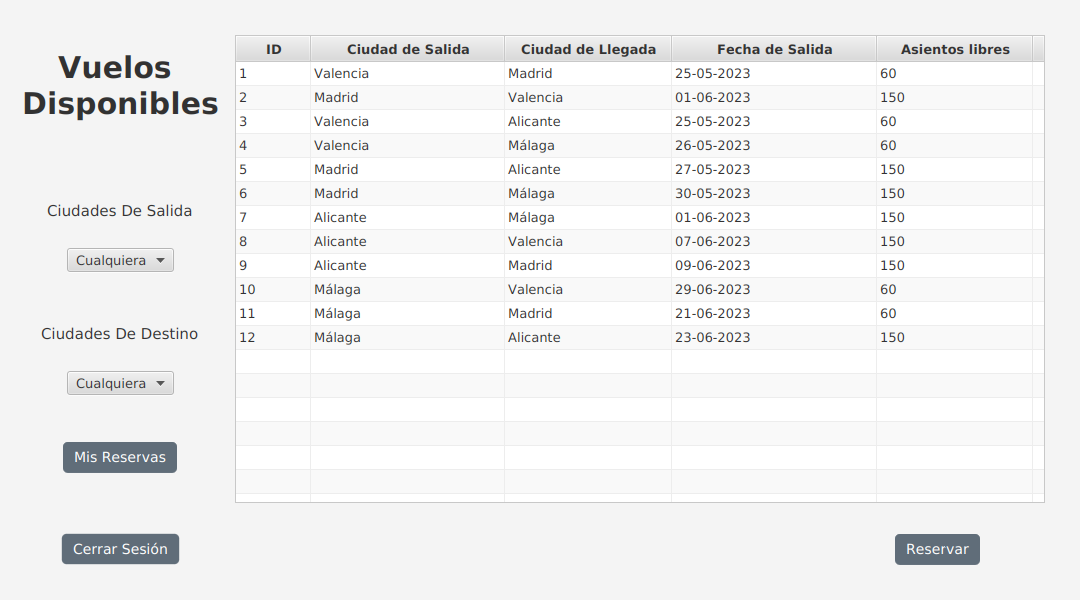 Vuelos
Disponibles
Ciudades De Salida
Cualquiera
Ciudades De Destino
Cualquiera
Mis Reservas
Cerrar Sesión
ID Ciudad de Salida Ciudad de Llegada Fecha de Salida Asientos libres
1 Valencia Madrid 25-05-2023 60
2 Madrid Valencia 01-06-2023 150
3 Valencia Alicante 25-05-2023 60
4 Valencia Málaga 26-05-2023 60
5 Madrid Alicante 27-05-2023 150
6 Madrid Málaga 30-05-2023 150
7 Alicante Málaga 01-06-2023 150
8 Alicante Valencia 07-06-2023 150
9 Alicante Madrid 09-06-2023 150
10 Málaga Valencia 29-06-2023 60
11 Málaga Madrid 21-06-2023 60
12 Málaga Alicante 23-06-2023 150
Reservar